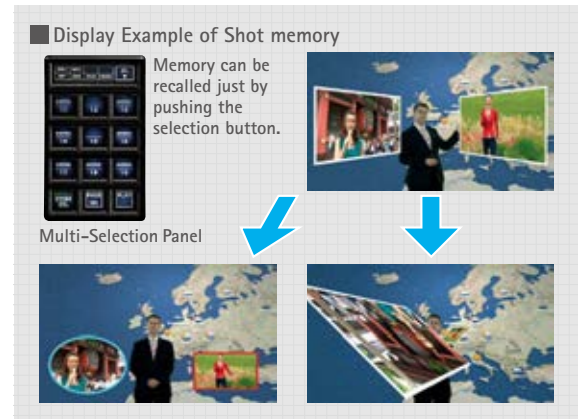 Display Example of Shot memory
Memory can be
recalled just by
pushing the
selection button.
Multi-Selection Panel